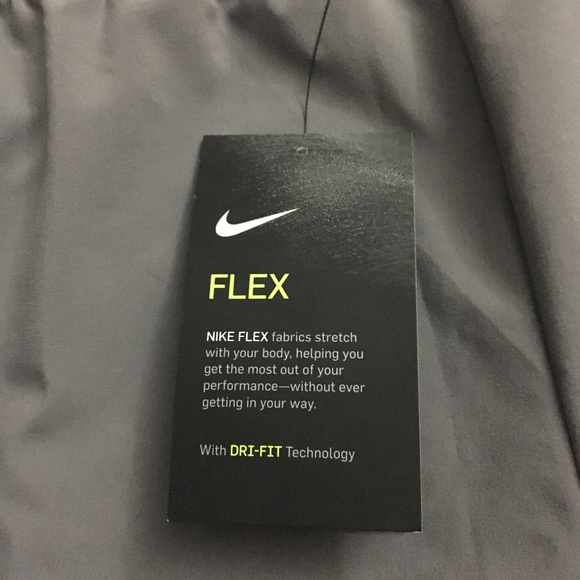 FLEX
NIKE FLEX fabrics stretch
with your body, helping you
get the most out of your
performance—without ever
getting in your way.
With DRI-FIT Technology